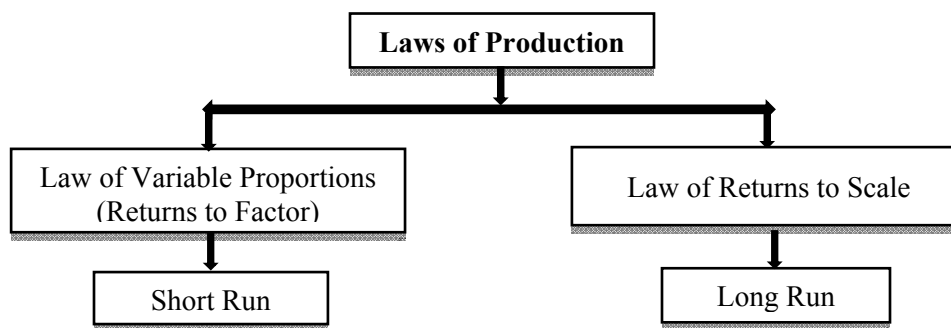 Laws of Production
Law of Variable Proportions
(Returns to Factor)
Law of Returns to Scale
Short Run
Long Run